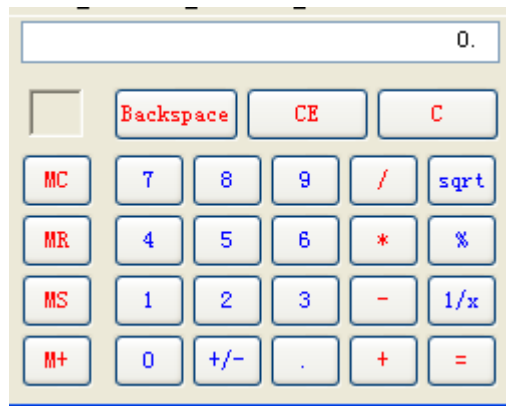 0.
Backspace CE C
MC 7 8 9 / sqrt
MR 4 5 6 * %
MS 1 2 3 - 1/x
M+ 0 +/- . + =